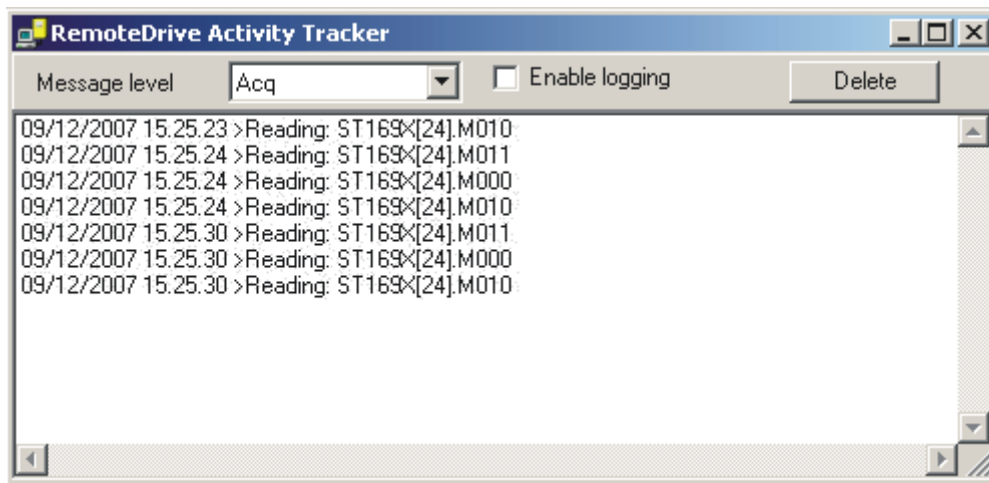 RemoteDrive Activity Tracker
Message level Acq Enable logging Delete
09/12/2007 15.25.23 >Reading: ST169X[24].M010
09/12/2007 15.25.24 >Reading: ST169X[24].M011
09/12/2007 15.25.24 >Reading: ST169X[24].M000
09/12/2007 15.25.24 >Reading: ST169X[24].M010
09/12/2007 15.25.30 >Reading: ST169X[24].M011
09/12/2007 15.25.30 >Reading: ST169X[24].M000
09/12/2007 15.25.30 >Reading: ST169X[24].M010